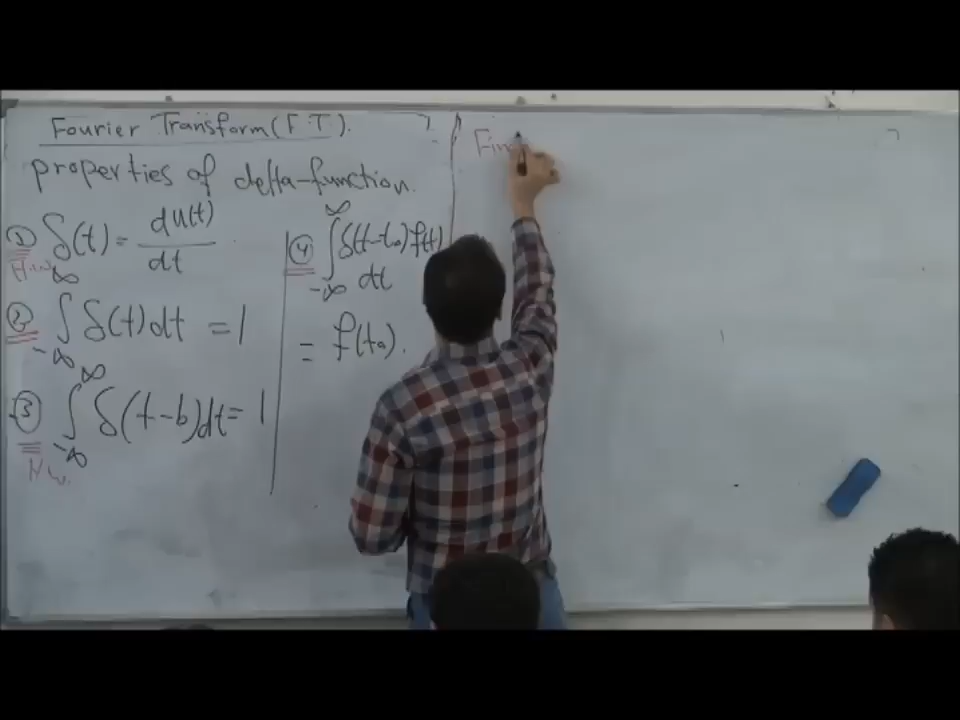 Fourier Transform (F.T).
properties of delta-function.
① δ(t) = du(t)/dt
H.w
② ∫_{-∞}^{∞} δ(t)dt = 1
③ ∫_{-∞}^{∞} δ(t-b)dt = 1
Hw.
④ ∫_{-∞}^{∞} δ(t-t₀) f(t)
dt
= f(t₀).
Fin